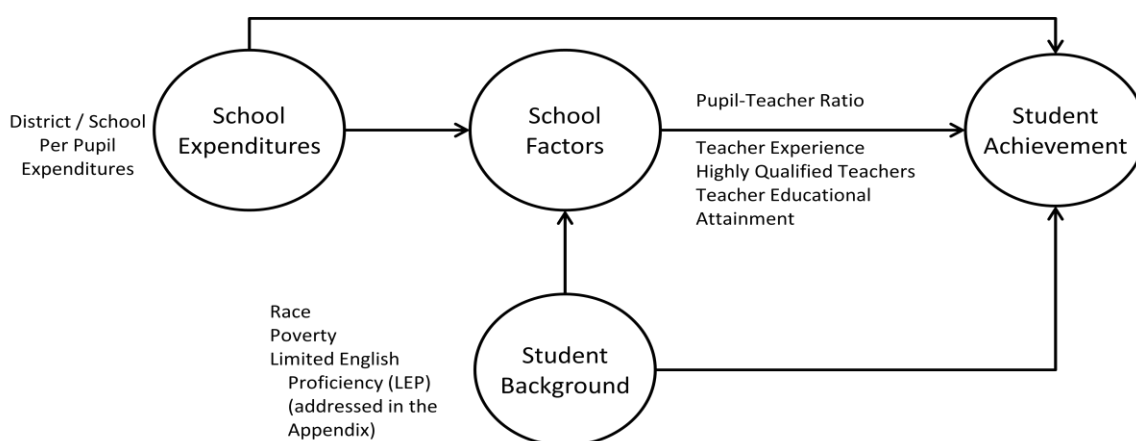 District / School
Per Pupil
Expenditures
School
Expenditures
School
Factors
Pupil-Teacher Ratio
Teacher Experience
Highly Qualified Teachers
Teacher Educational
Attainment
Student
Achievement
Race
Poverty
Limited English
Proficiency (LEP)
(addressed in the
Appendix)
Student
Background